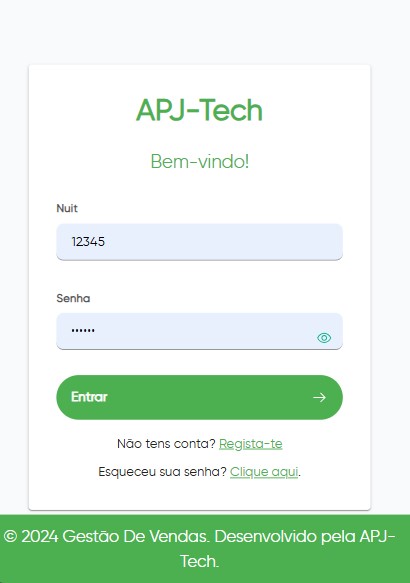 APJ-Tech
Bem-vindo!
Nuit
12345
Senha
••••••
Entrar
Não tens conta? Regista-te
Esqueceu sua senha? Clique aqui.
© 2024 Gestão De Vendas. Desenvolvido pela APJ-
Tech.